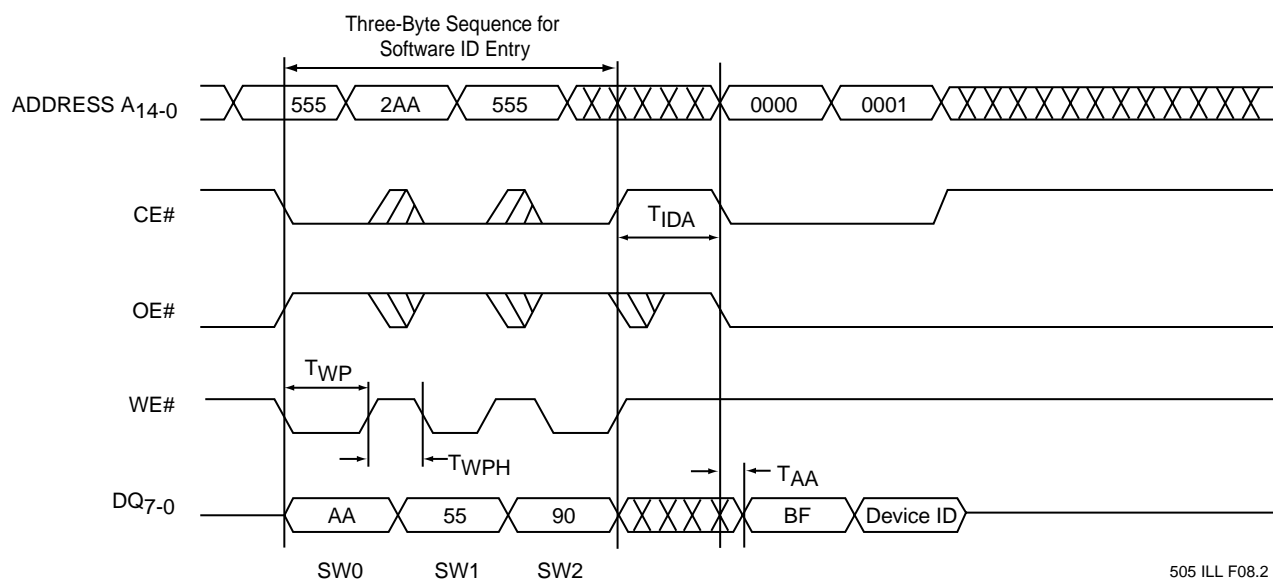 Three-Byte Sequence for
Software ID Entry
ADDRESS A14-0
555
2AA
555
0000
0001
CE#
TIDA
OE#
TWP
WE#
TWPH
TAA
DQ7-0
AA
55
90
BF
Device ID
SW0
SW1
SW2
505 ILL F08.2